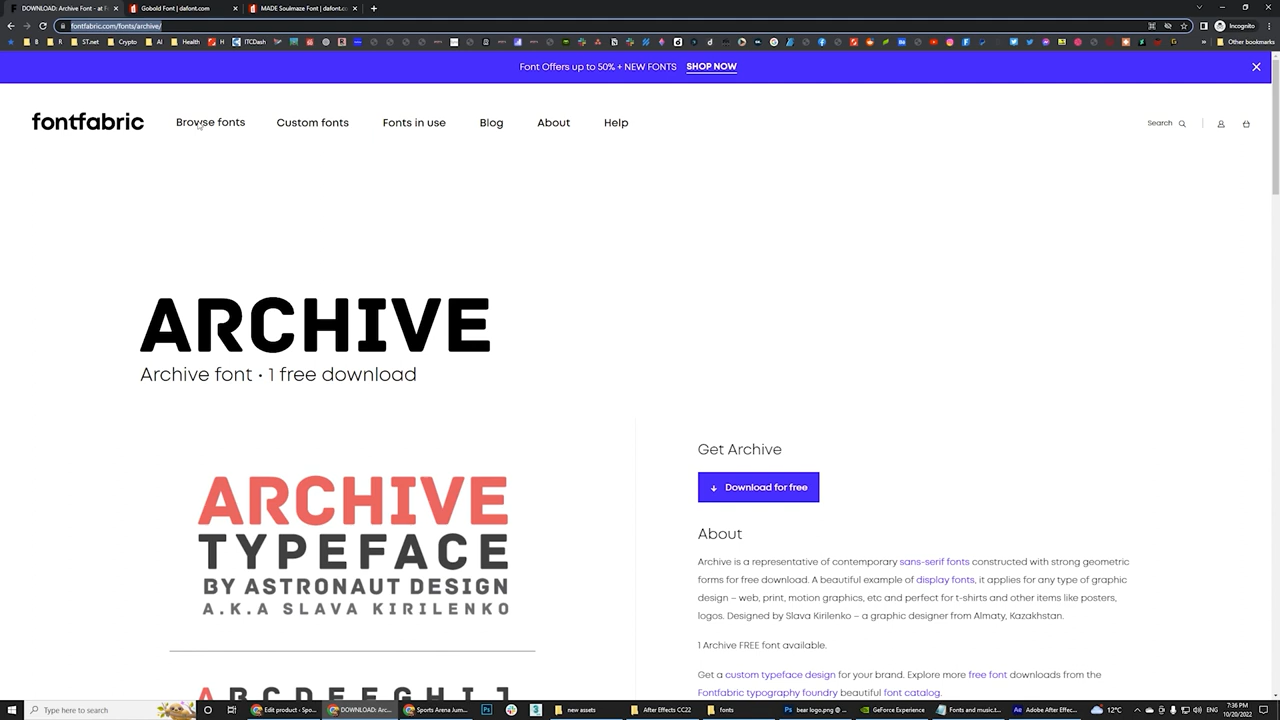 DOWNLOAD: Archive Font - at F
Gobold Font | dafont.com
MADE Soulmaze Font | dafont.co
fontfabric.com/fonts/archive/
Incognito
B
R
ST.net
Crypto
AI
Health
ITCDash
Other bookmarks
Font Offers up to 50% + NEW FONTS SHOP NOW
fontfabric
Browse fonts
Custom fonts
Fonts in use
Blog
About
Help
Search
ARCHIVE
Archive font • 1 free download
ARCHIVE
TYPEFACE
BY ASTRONAUT DESIGN
A.K.A SLAVA KIRILENKO
A B C D E F G H I J
Get Archive
Download for free
About
Archive is a representative of contemporary sans-serif fonts constructed with strong geometric
forms for free download. A beautiful example of display fonts, it applies for any type of graphic
design – web, print, motion graphics, etc and perfect for t-shirts and other items like posters,
logos. Designed by Slava Kirilenko – a graphic designer from Almaty, Kazakhstan.
1 Archive FREE font available.
Get a custom typeface design for your brand. Explore more free font downloads from the
Fontfabric typography foundry beautiful font catalog.
Type here to search
Edit product ‹ Spo...
DOWNLOAD: Arc...
Sports Arena Jum...
new assets
After Effects CC22
fonts
bear logo.png @ ...
GeForce Experience
Fonts and music.t...
Adobe After Effec...
12°C
ENG
7:36 PM
10/20/2022